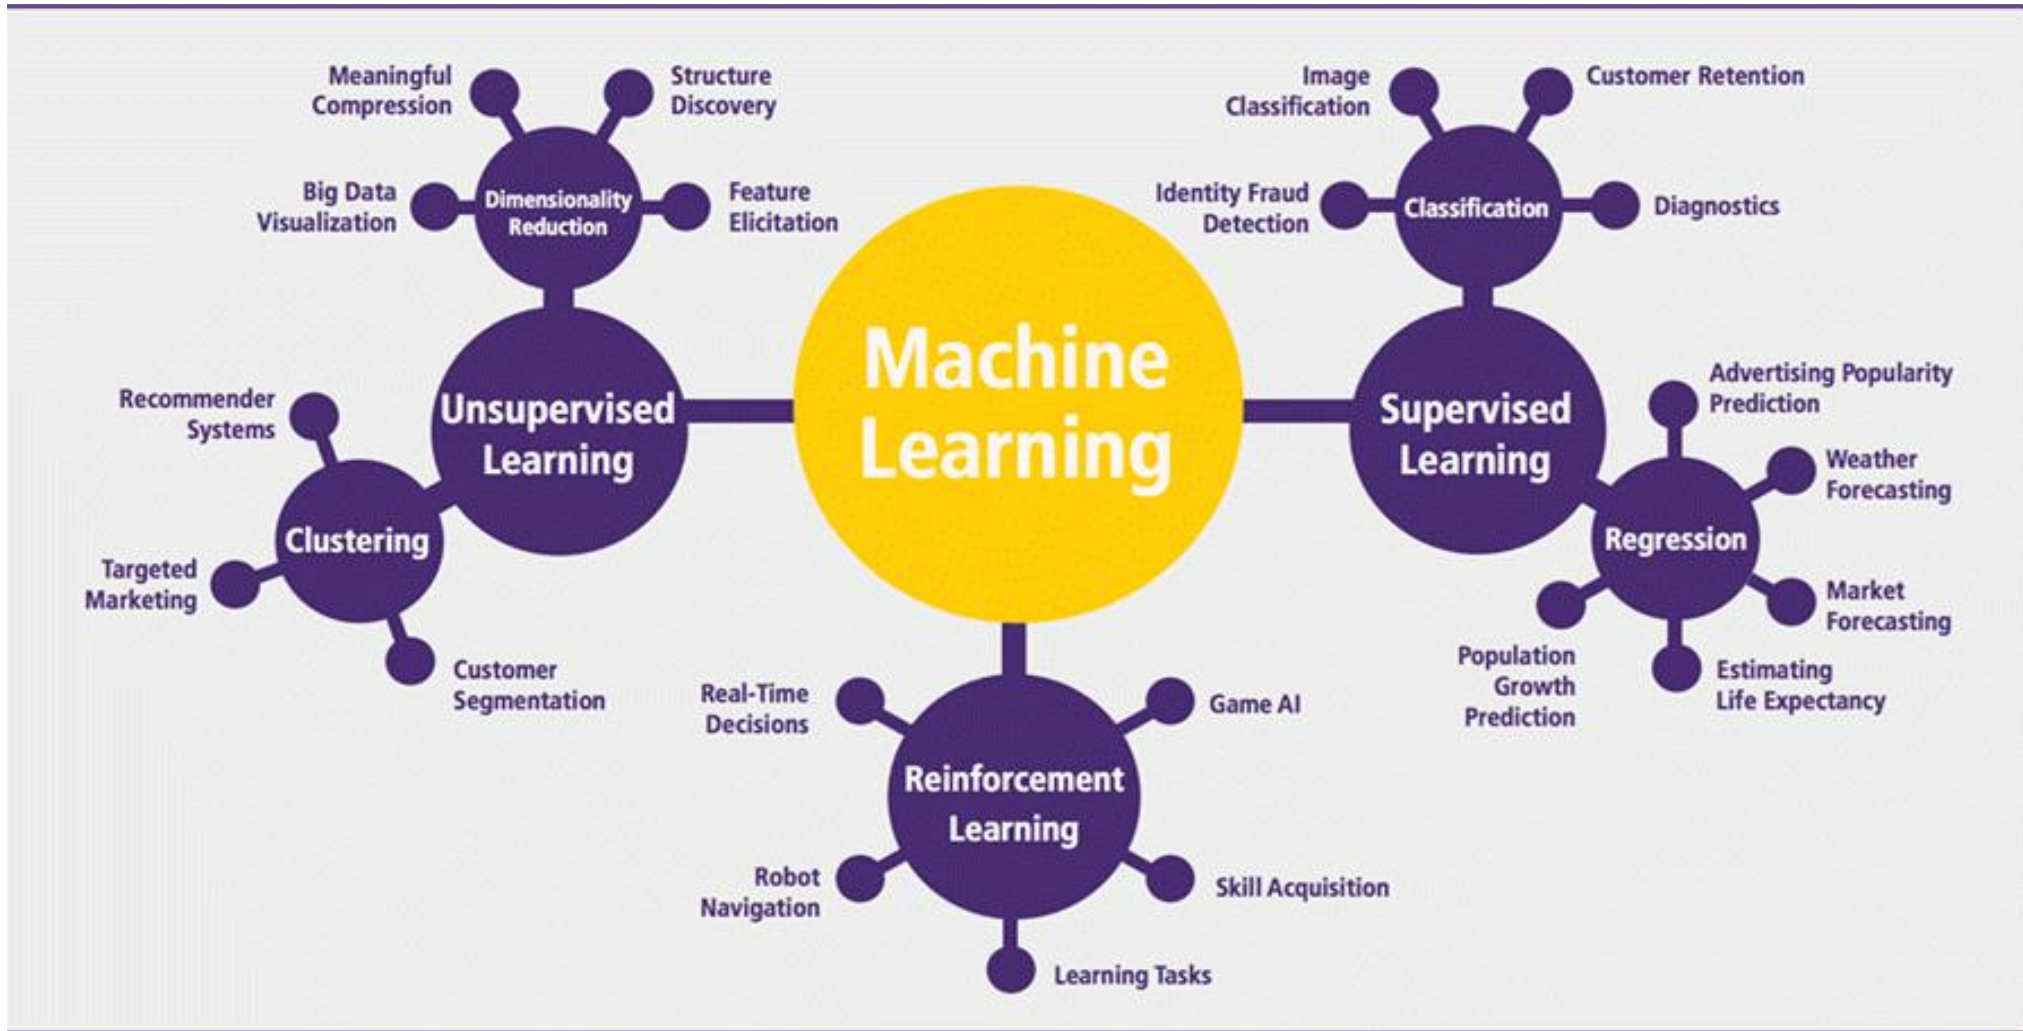 Meaningful
Compression
Structure
Discovery
Big Data
Visualization
Dimensionality
Reduction
Feature
Elicitation
Unsupervised
Learning
Recommender
Systems
Clustering
Targeted
Marketing
Customer
Segmentation
Machine
Learning
Image
Classification
Customer Retention
Identity Fraud
Detection
Classification
Diagnostics
Supervised
Learning
Advertising Popularity
Prediction
Weather
Forecasting
Regression
Market
Forecasting
Population
Growth
Prediction
Estimating
Life Expectancy
Real-Time
Decisions
Game AI
Reinforcement
Learning
Robot
Navigation
Skill Acquisition
Learning Tasks